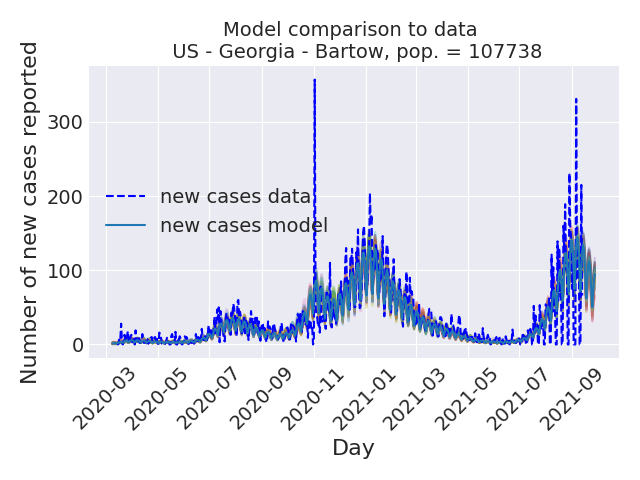 Model comparison to data
US - Georgia - Bartow, pop. = 107738
Number of new cases reported
300
200
100
0
new cases data
new cases model
2020-03
2020-05
2020-07
2020-09
2020-11
2021-01
2021-03
2021-05
2021-07
2021-09
Day